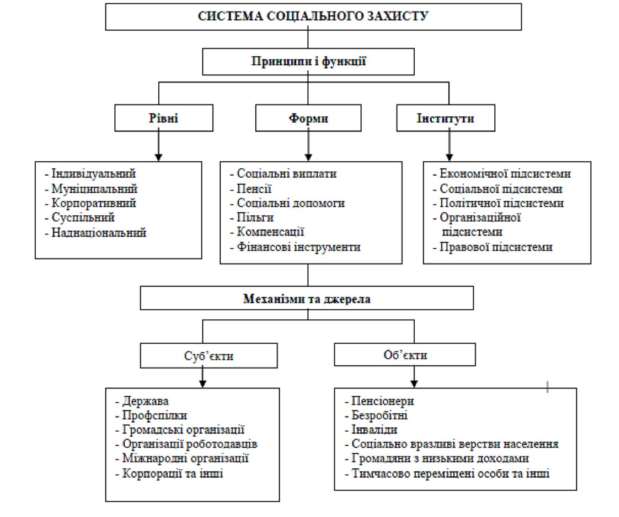 СИСТЕМА СОЦІАЛЬНОГО ЗАХИСТУ
Принципи і функції
Рівні
Форми
Інститути
- Індивідуальний
- Муніципальний
- Корпоративний
- Суспільний
- Наднаціональний
- Соціальні виплати
- Пенсії
- Соціальні допомоги
- Пільги
- Компенсації
- Фінансові інструменти
- Економічної підсистеми
- Соціальної підсистеми
- Політичної підсистеми
- Організаційної
підсистеми
- Правової підсистеми
Механізми та джерела
Суб’єкти
Об’єкти
- Держава
- Профспілки
- Громадські організації
- Організації роботодавців
- Міжнародні організації
- Корпорації та інші
- Пенсіонери
- Безробітні
- Інваліди
- Соціально вразливі верстви населення
- Громадяни з низькими доходами
- Тимчасово переміщені особи та інші